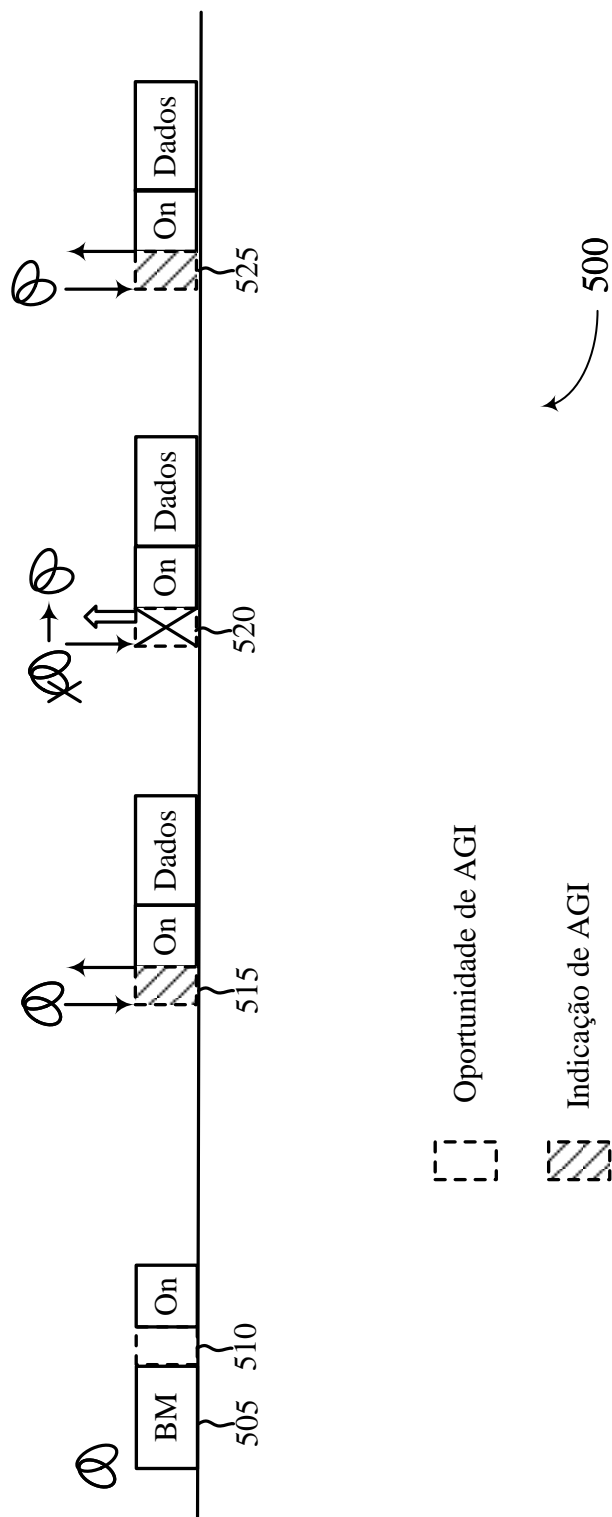 BM
On
505
510
On
Dados
515
On
Dados
520
On
Dados
525
Oportunidade de AGI
Indicação de AGI
500